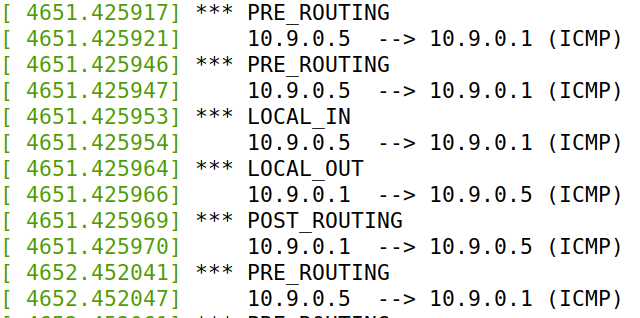 [ 4651.425917] *** PRE_ROUTING
[ 4651.425921]     10.9.0.5  --> 10.9.0.1 (ICMP)
[ 4651.425946] *** PRE_ROUTING
[ 4651.425947]     10.9.0.5  --> 10.9.0.1 (ICMP)
[ 4651.425953] *** LOCAL_IN
[ 4651.425954]     10.9.0.5  --> 10.9.0.1 (ICMP)
[ 4651.425964] *** LOCAL_OUT
[ 4651.425966]     10.9.0.1  --> 10.9.0.5 (ICMP)
[ 4651.425969] *** POST_ROUTING
[ 4651.425970]     10.9.0.1  --> 10.9.0.5 (ICMP)
[ 4652.452041] *** PRE_ROUTING
[ 4652.452047]     10.9.0.5  --> 10.9.0.1 (ICMP)